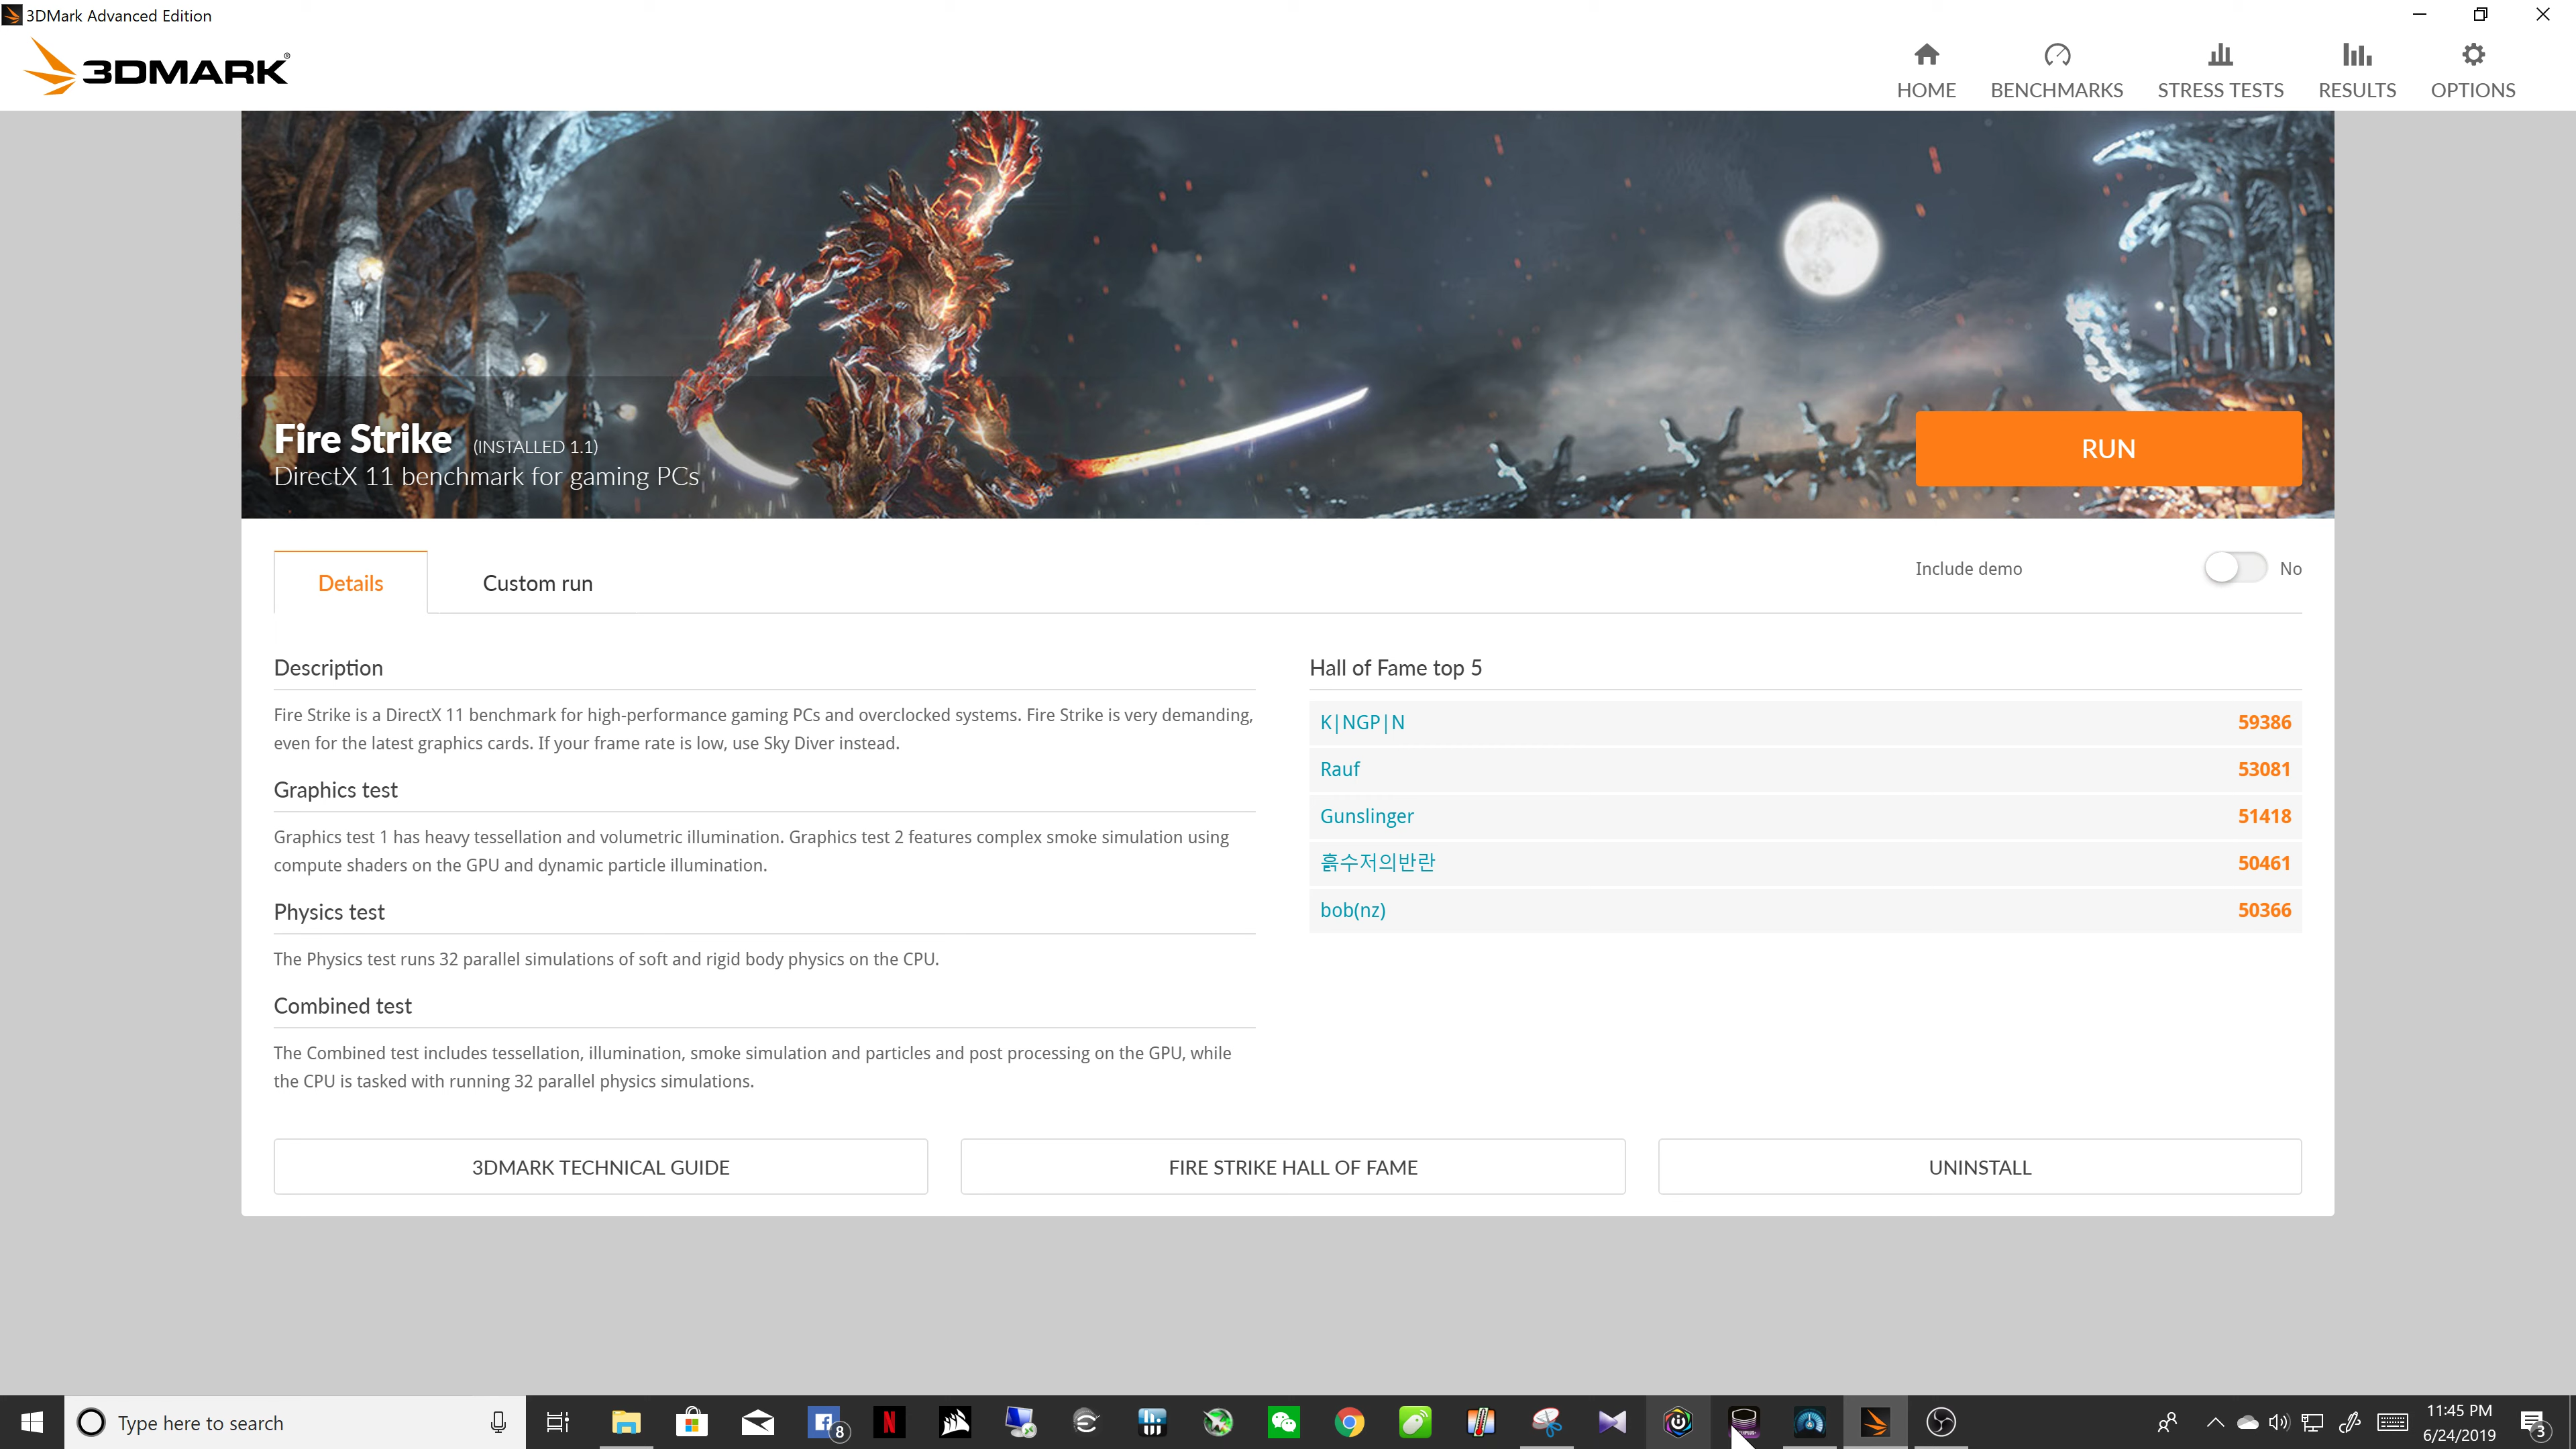 3DMark Advanced Edition
3DMARK®
HOME
BENCHMARKS
STRESS TESTS
RESULTS
OPTIONS
Fire Strike (INSTALLED 1.1)
DirectX 11 benchmark for gaming PCs
RUN
Details
Custom run
Include demo
No
Description
Fire Strike is a DirectX 11 benchmark for high-performance gaming PCs and overclocked systems. Fire Strike is very demanding,
even for the latest graphics cards. If your frame rate is low, use Sky Diver instead.
Graphics test
Graphics test 1 has heavy tessellation and volumetric illumination. Graphics test 2 features complex smoke simulation using
compute shaders on the GPU and dynamic particle illumination.
Physics test
The Physics test runs 32 parallel simulations of soft and rigid body physics on the CPU.
Combined test
The Combined test includes tessellation, illumination, smoke simulation and particles and post processing on the GPU, while
the CPU is tasked with running 32 parallel physics simulations.
Hall of Fame top 5
K|NGP|N 59386
Rauf 53081
Gunslinger 51418
흙수저의반란 50461
bob(nz) 50366
3DMARK TECHNICAL GUIDE
FIRE STRIKE HALL OF FAME
UNINSTALL
Type here to search
8
N
11:45 PM
6/24/2019
3